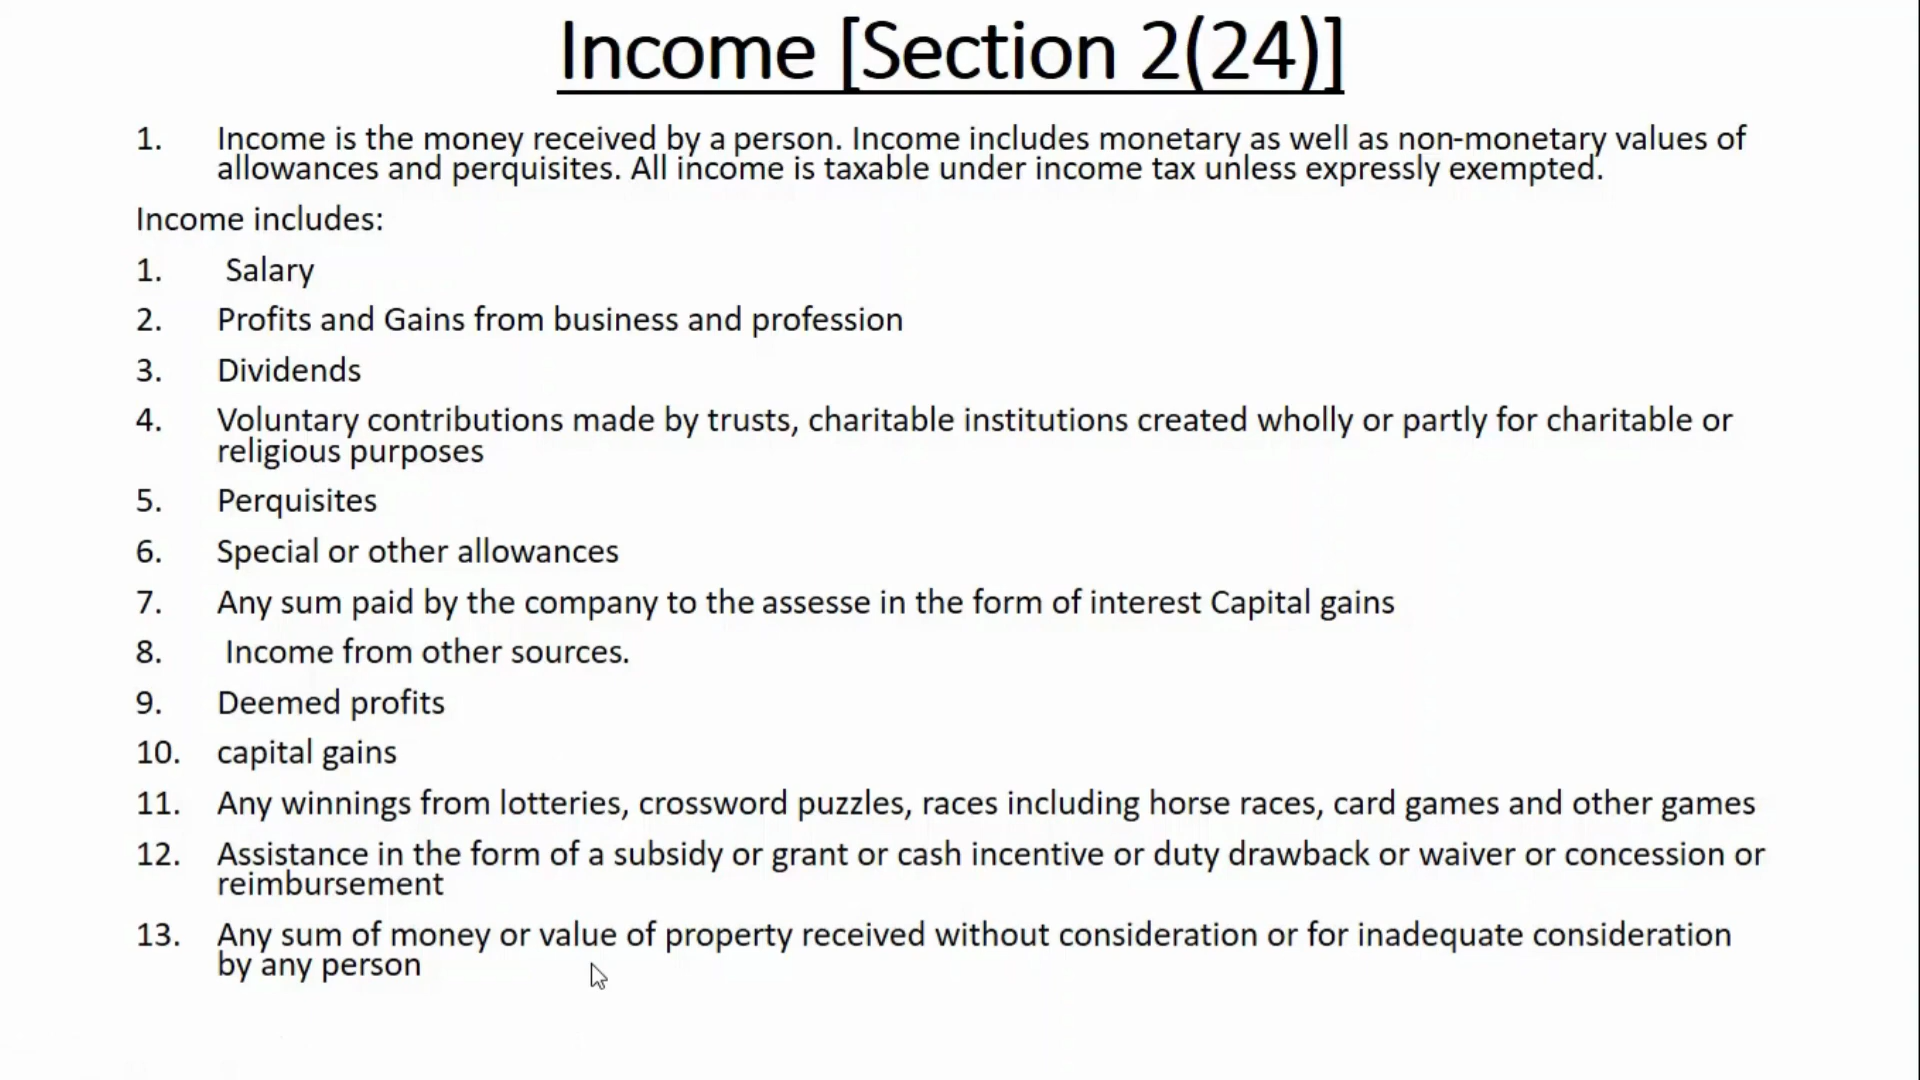 Income [Section 2(24)]
1. Income is the money received by a person. Income includes monetary as well as non-monetary values of
allowances and perquisites. All income is taxable under income tax unless expressly exempted.
Income includes:
1. Salary
2. Profits and Gains from business and profession
3. Dividends
4. Voluntary contributions made by trusts, charitable institutions created wholly or partly for charitable or
religious purposes
5. Perquisites
6. Special or other allowances
7. Any sum paid by the company to the assesse in the form of interest Capital gains
8. Income from other sources.
9. Deemed profits
10. capital gains
11. Any winnings from lotteries, crossword puzzles, races including horse races, card games and other games
12. Assistance in the form of a subsidy or grant or cash incentive or duty drawback or waiver or concession or
reimbursement
13. Any sum of money or value of property received without consideration or for inadequate consideration
by any person